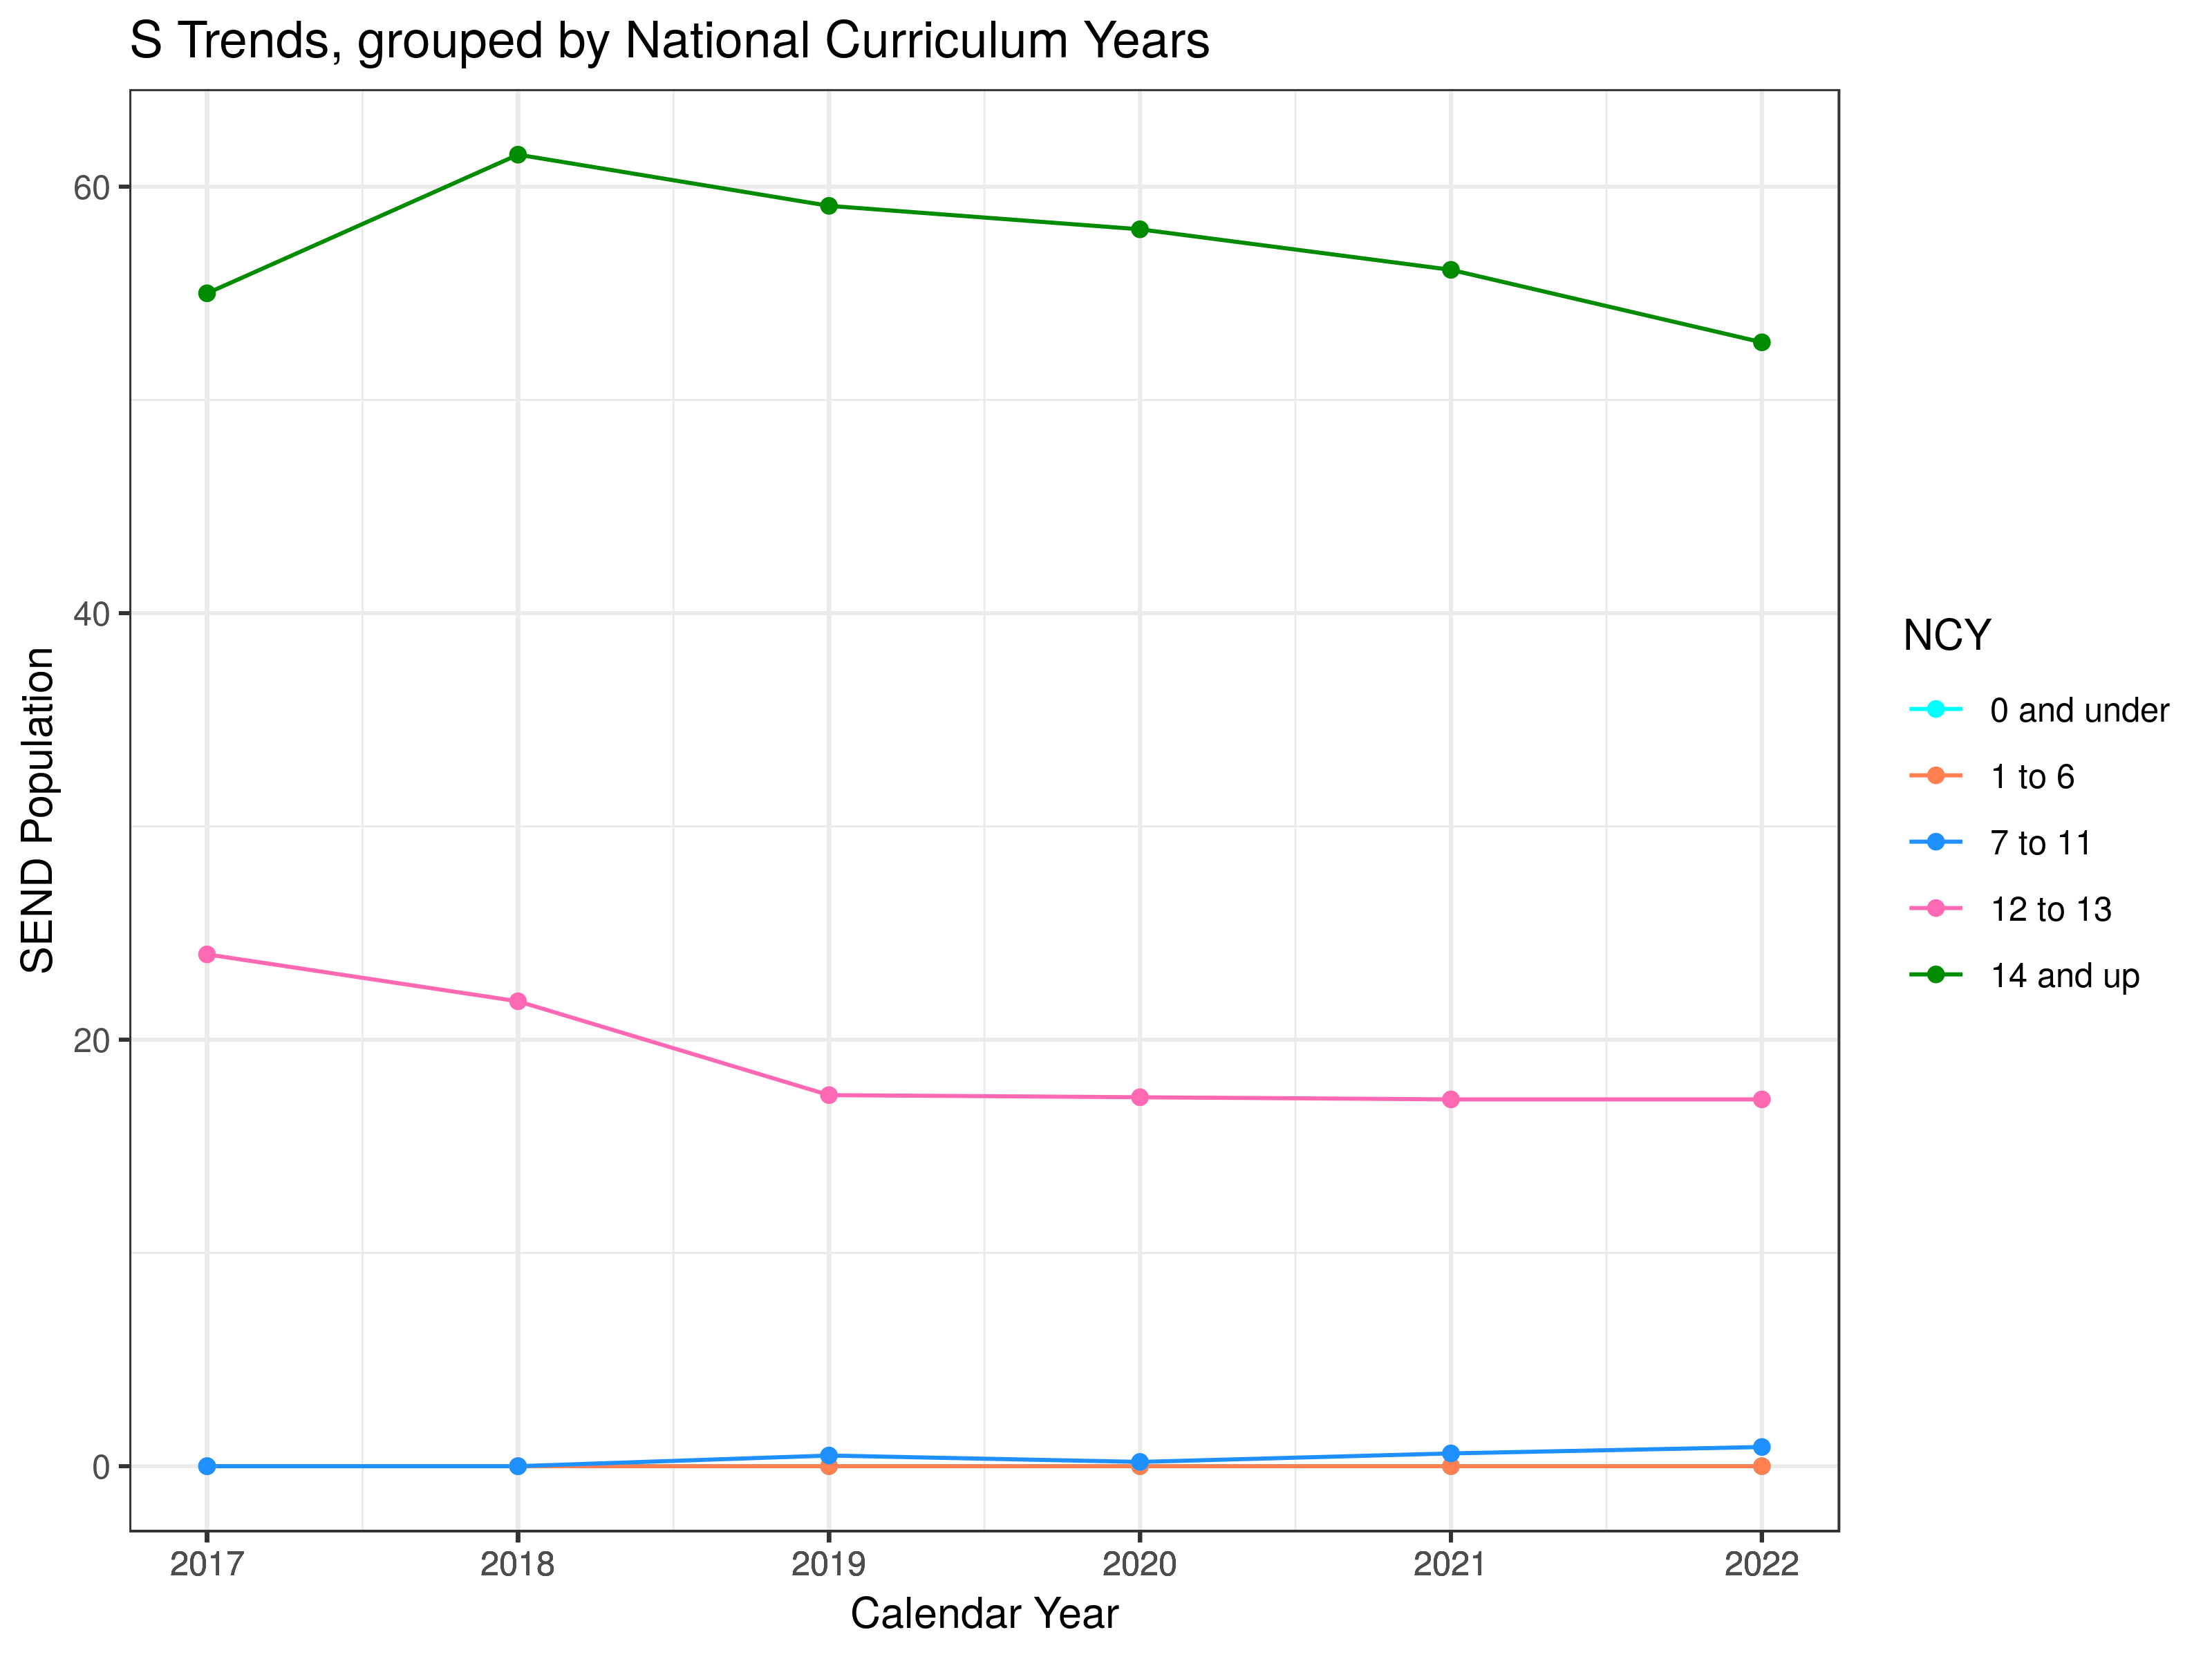 S Trends, grouped by National Curriculum Years
SEND Population
60
40
20
0
2017 2018 2019 2020 2021 2022
Calendar Year
NCY
0 and under
1 to 6
7 to 11
12 to 13
14 and up